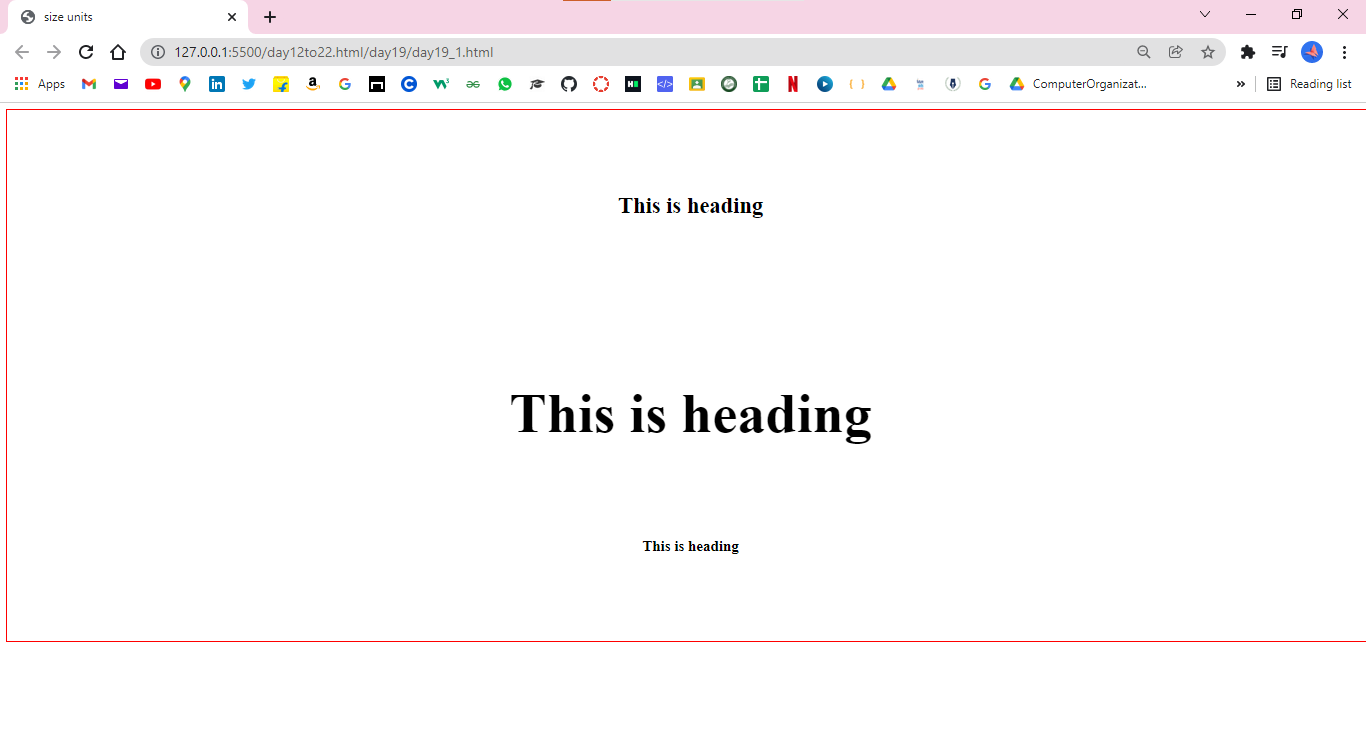 size units
127.0.0.1:5500/day12to22.html/day19/day19_1.html
Apps
ComputerOrganizat...
Reading list
This is heading
This is heading
This is heading